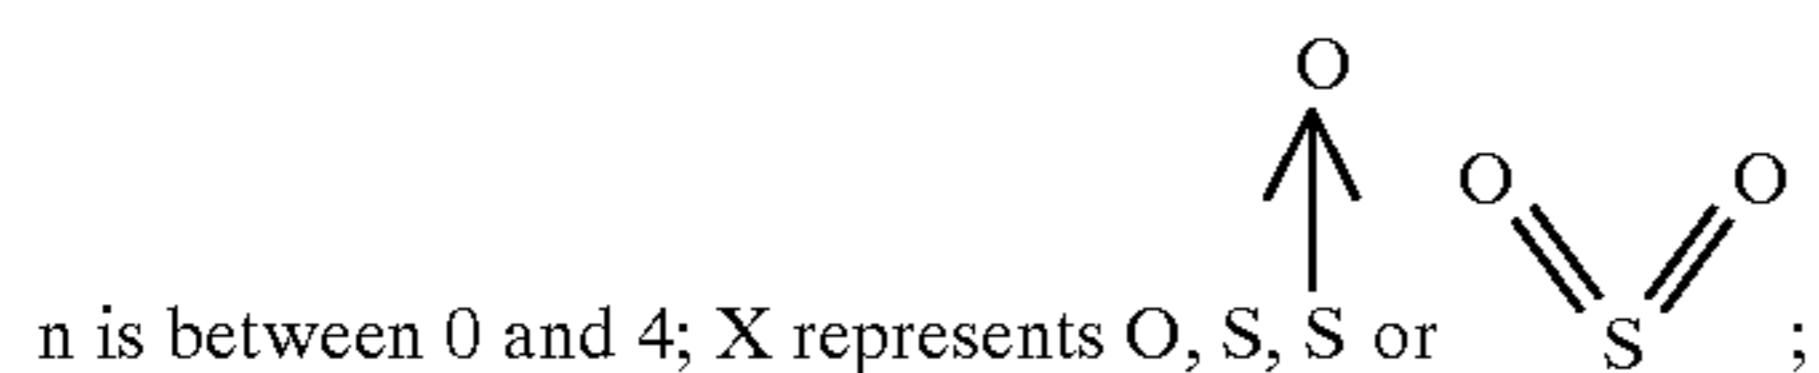 O
O O
n is between 0 and 4; X represents O, S, S or S ;